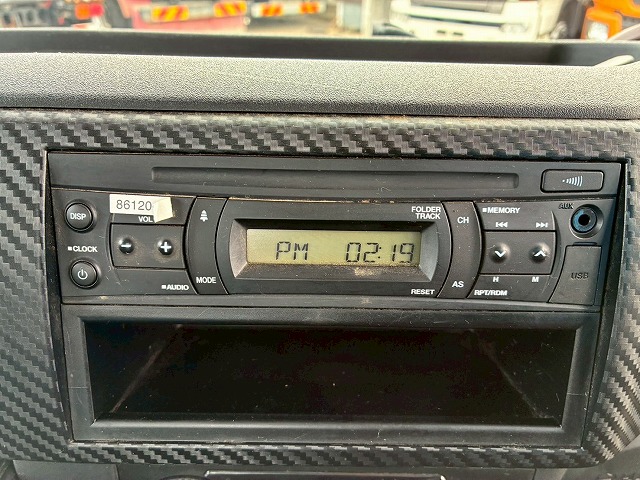 DISP
86120
VOL
CLOCK
AUDIO
MODE
PM 02:19
FOLDER
TRACK
RESET
CH
AS
MEMORY
H M
RPT/RDM
AUX
USB